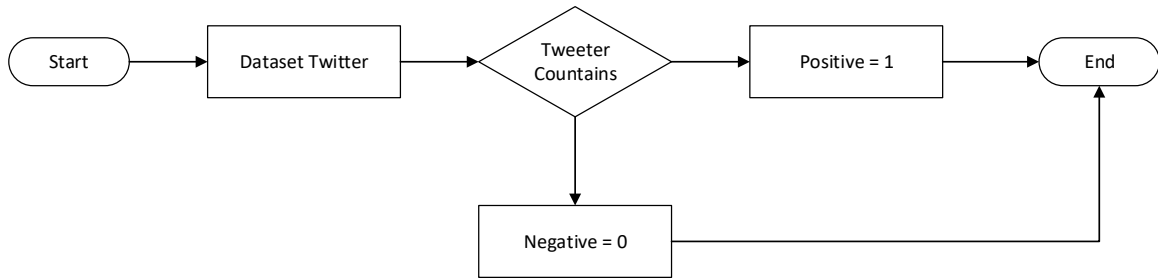 Start
Dataset Twitter
Tweeter
Countains
Positive = 1
End
Negative = 0